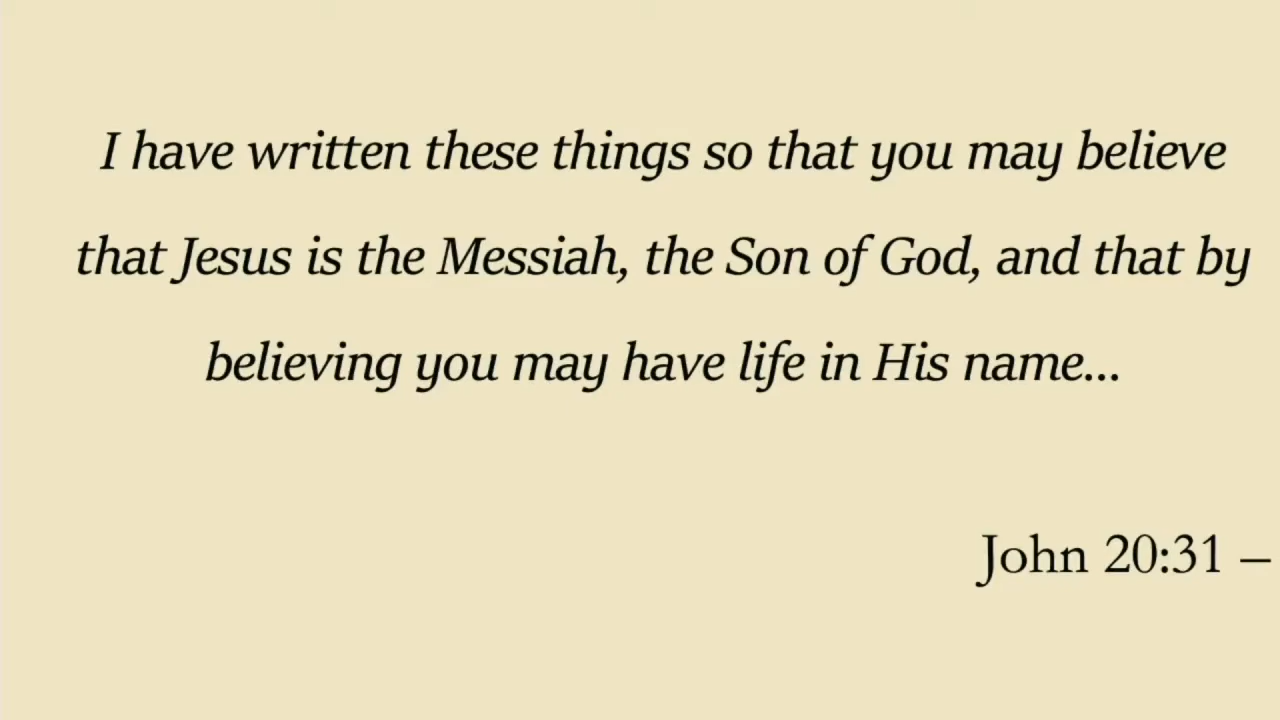 I have written these things so that you may believe
that Jesus is the Messiah, the Son of God, and that by
believing you may have life in His name...
John 20:31 –